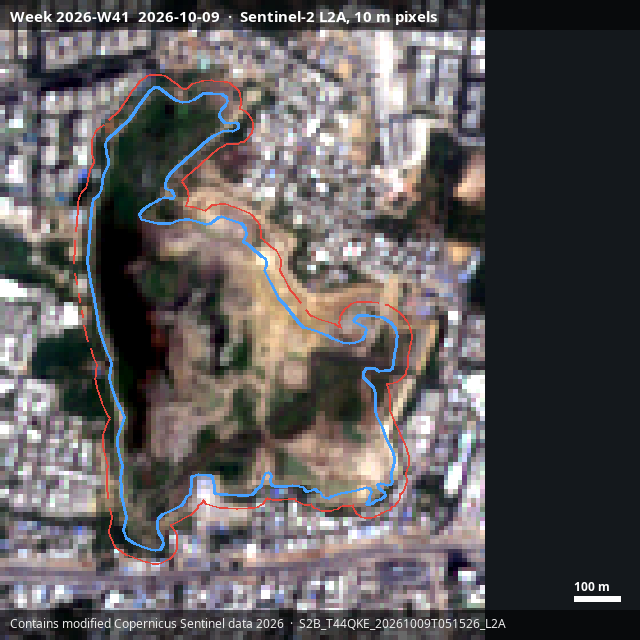 Week 2026-W41  2026-10-09  ·  Sentinel-2 L2A, 10 m pixels
100 m
Contains modified Copernicus Sentinel data 2026  ·  S2B_T44QKE_20261009T051526_L2A